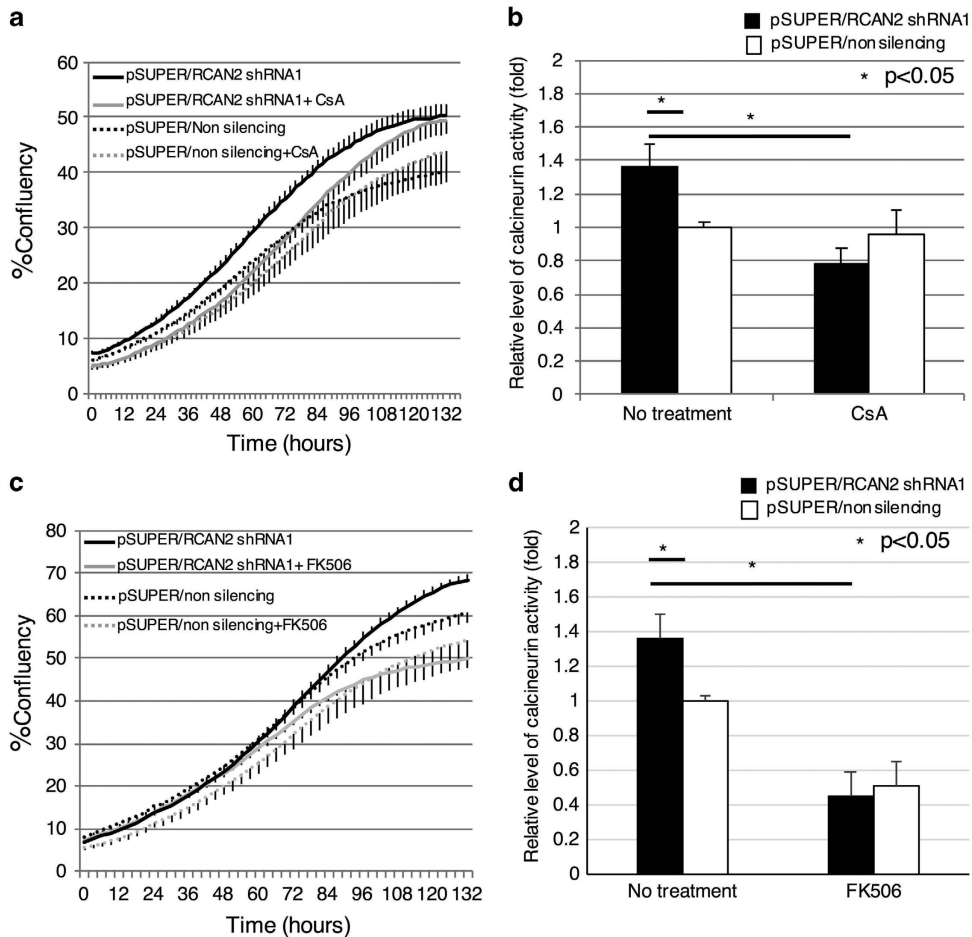 a
%Confluency
60
50
40
30
20
10
0
pSUPER/RCAN2 shRNA1
pSUPER/RCAN2 shRNA1+ CsA
pSUPER/Non silencing
pSUPER/non silencing+CsA
0 12 24 36 48 60 72 84 96 108 120 132
Time (hours)
b
pSUPER/RCAN2 shRNA1
pSUPER/non silencing
* p<0.05
Relative level of calcineurin activity (fold)
2
1.8
1.6
1.4
1.2
1
0.8
0.6
0.4
0.2
0
*
*
No treatment CsA
c
%Confluency
80
70
60
50
40
30
20
10
0
pSUPER/RCAN2 shRNA1
pSUPER/RCAN2 shRNA1+ FK506
pSUPER/non silencing
pSUPER/non silencing+FK506
0 12 24 36 48 60 72 84 96 108 120 132
Time (hours)
d
pSUPER/RCAN2 shRNA1
pSUPER/non silencing
* p<0.05
Relative level of calcineurin activity (fold)
2
1.8
1.6
1.4
1.2
1
0.8
0.6
0.4
0.2
0
*
*
No treatment FK506